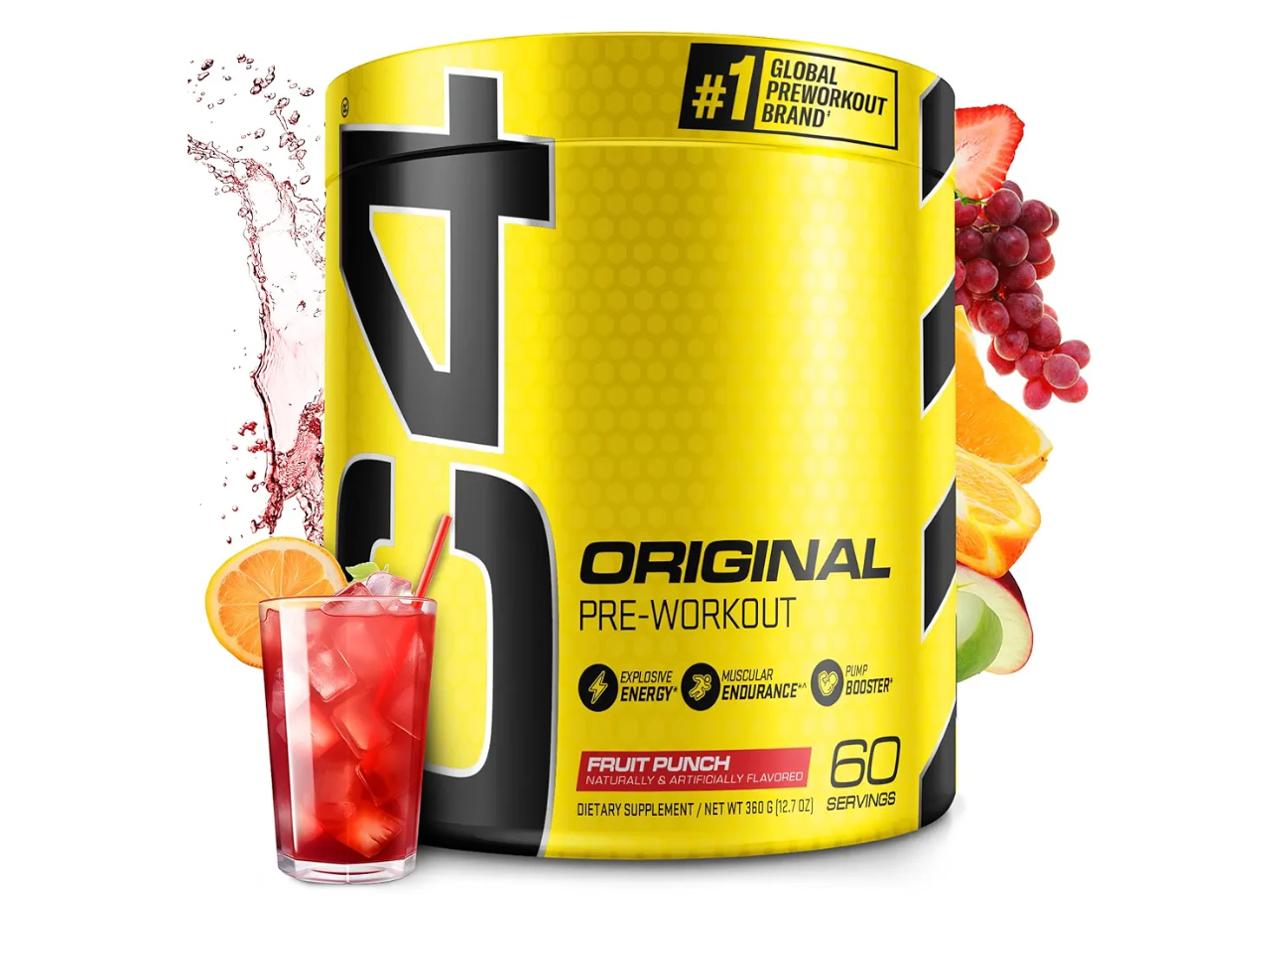 ®
C4
#1 GLOBAL
PREWORKOUT
BRAND‡
ORIGINAL
PRE-WORKOUT
EXPLOSIVE
ENERGY*
MUSCULAR
ENDURANCE*^
PUMP
BOOSTER*
FRUIT PUNCH
NATURALLY & ARTIFICIALLY FLAVORED
60
SERVINGS
DIETARY SUPPLEMENT / NET WT 360 G (12.7 OZ)